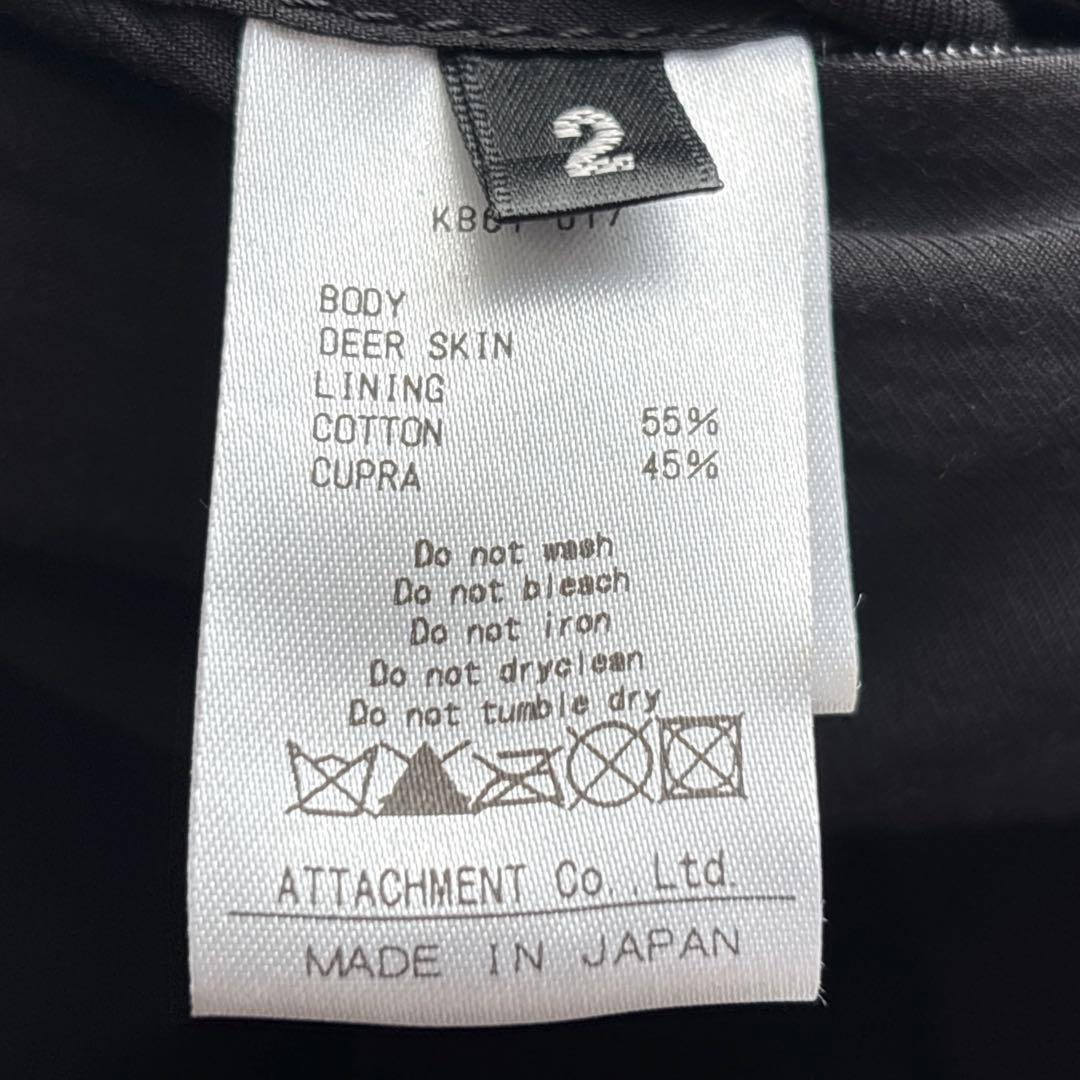 2
BODY
DEER SKIN
LINING
COTTON 55%
CUPRA 45%
Do not wash
Do not bleach
Do not iron
Do not dryclean
Do not tumble dry
ATTACHMENT Co.,Ltd.
MADE IN JAPAN